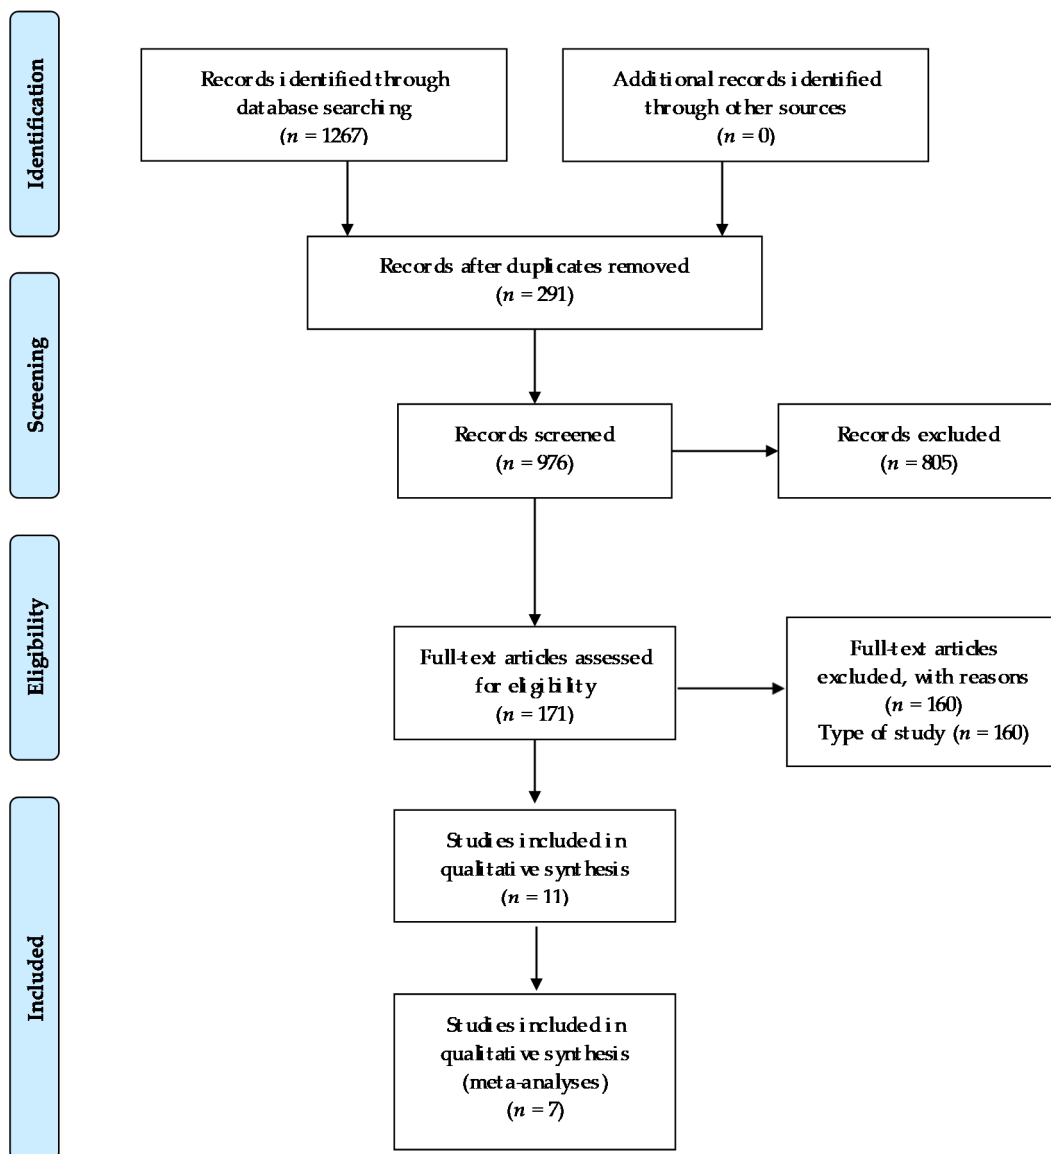 Identification
Records identified through
database searching
(n = 1267)
Additional records identified
through other sources
(n = 0)
Records after duplicates removed
(n = 291)
Screening
Records screened
(n = 976)
Records excluded
(n = 805)
Eligibility
Full-text articles assessed
for eligibility
(n = 171)
Full-text articles
excluded, with reasons
(n = 160)
Type of study (n = 160)
Included
Studies included in
qualitative synthesis
(n = 11)
Studies included in
qualitative synthesis
(meta-analyses)
(n = 7)